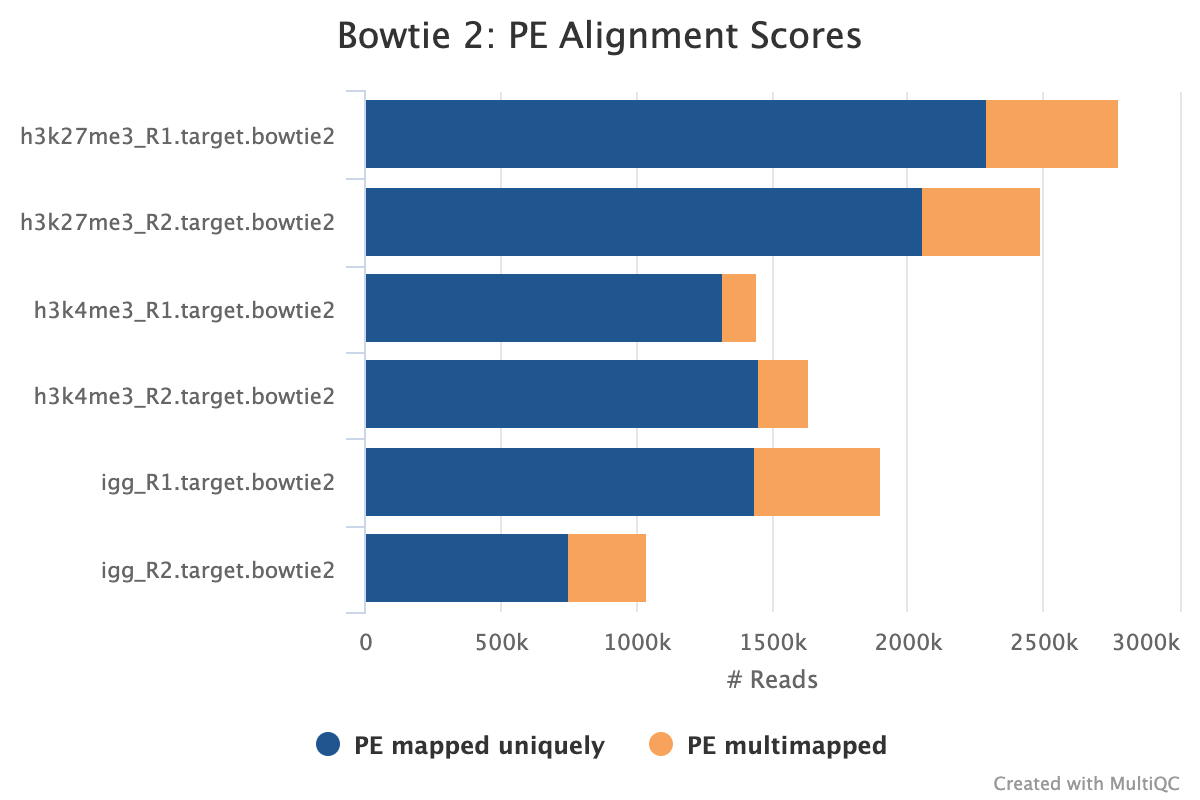 Bowtie 2: PE Alignment Scores
h3k27me3_R1.target.bowtie2
h3k27me3_R2.target.bowtie2
h3k4me3_R1.target.bowtie2
h3k4me3_R2.target.bowtie2
igg_R1.target.bowtie2
igg_R2.target.bowtie2
0 500k 1000k 1500k 2000k 2500k 3000k
# Reads
PE mapped uniquely PE multimapped
Created with MultiQC